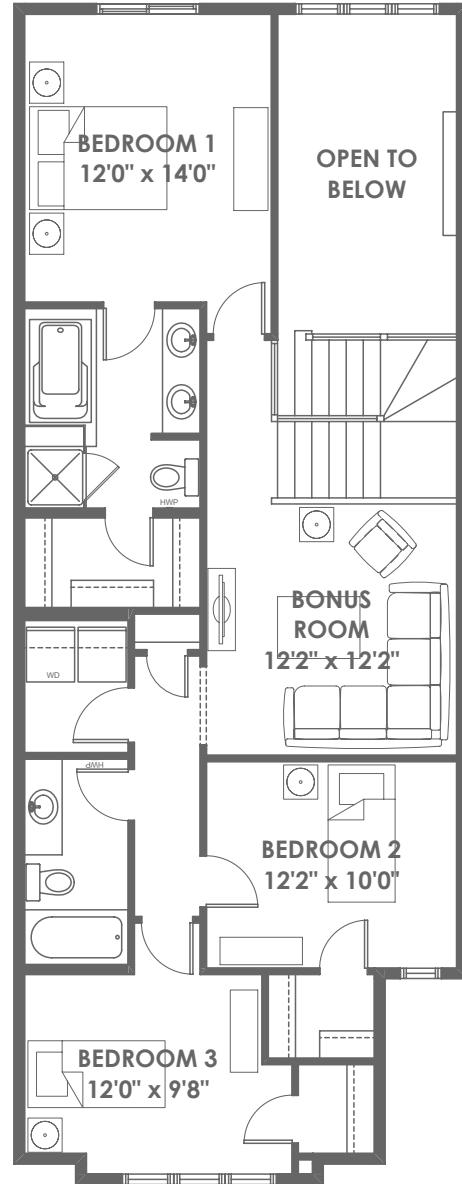 BEDROOM 1
12'0" x 14'0"
OPEN TO
BELOW
HWP
BONUS
ROOM
12'2" x 12'2"
WD
HWP
BEDROOM 2
12'2" x 10'0"
BEDROOM 3
12'0" x 9'8"